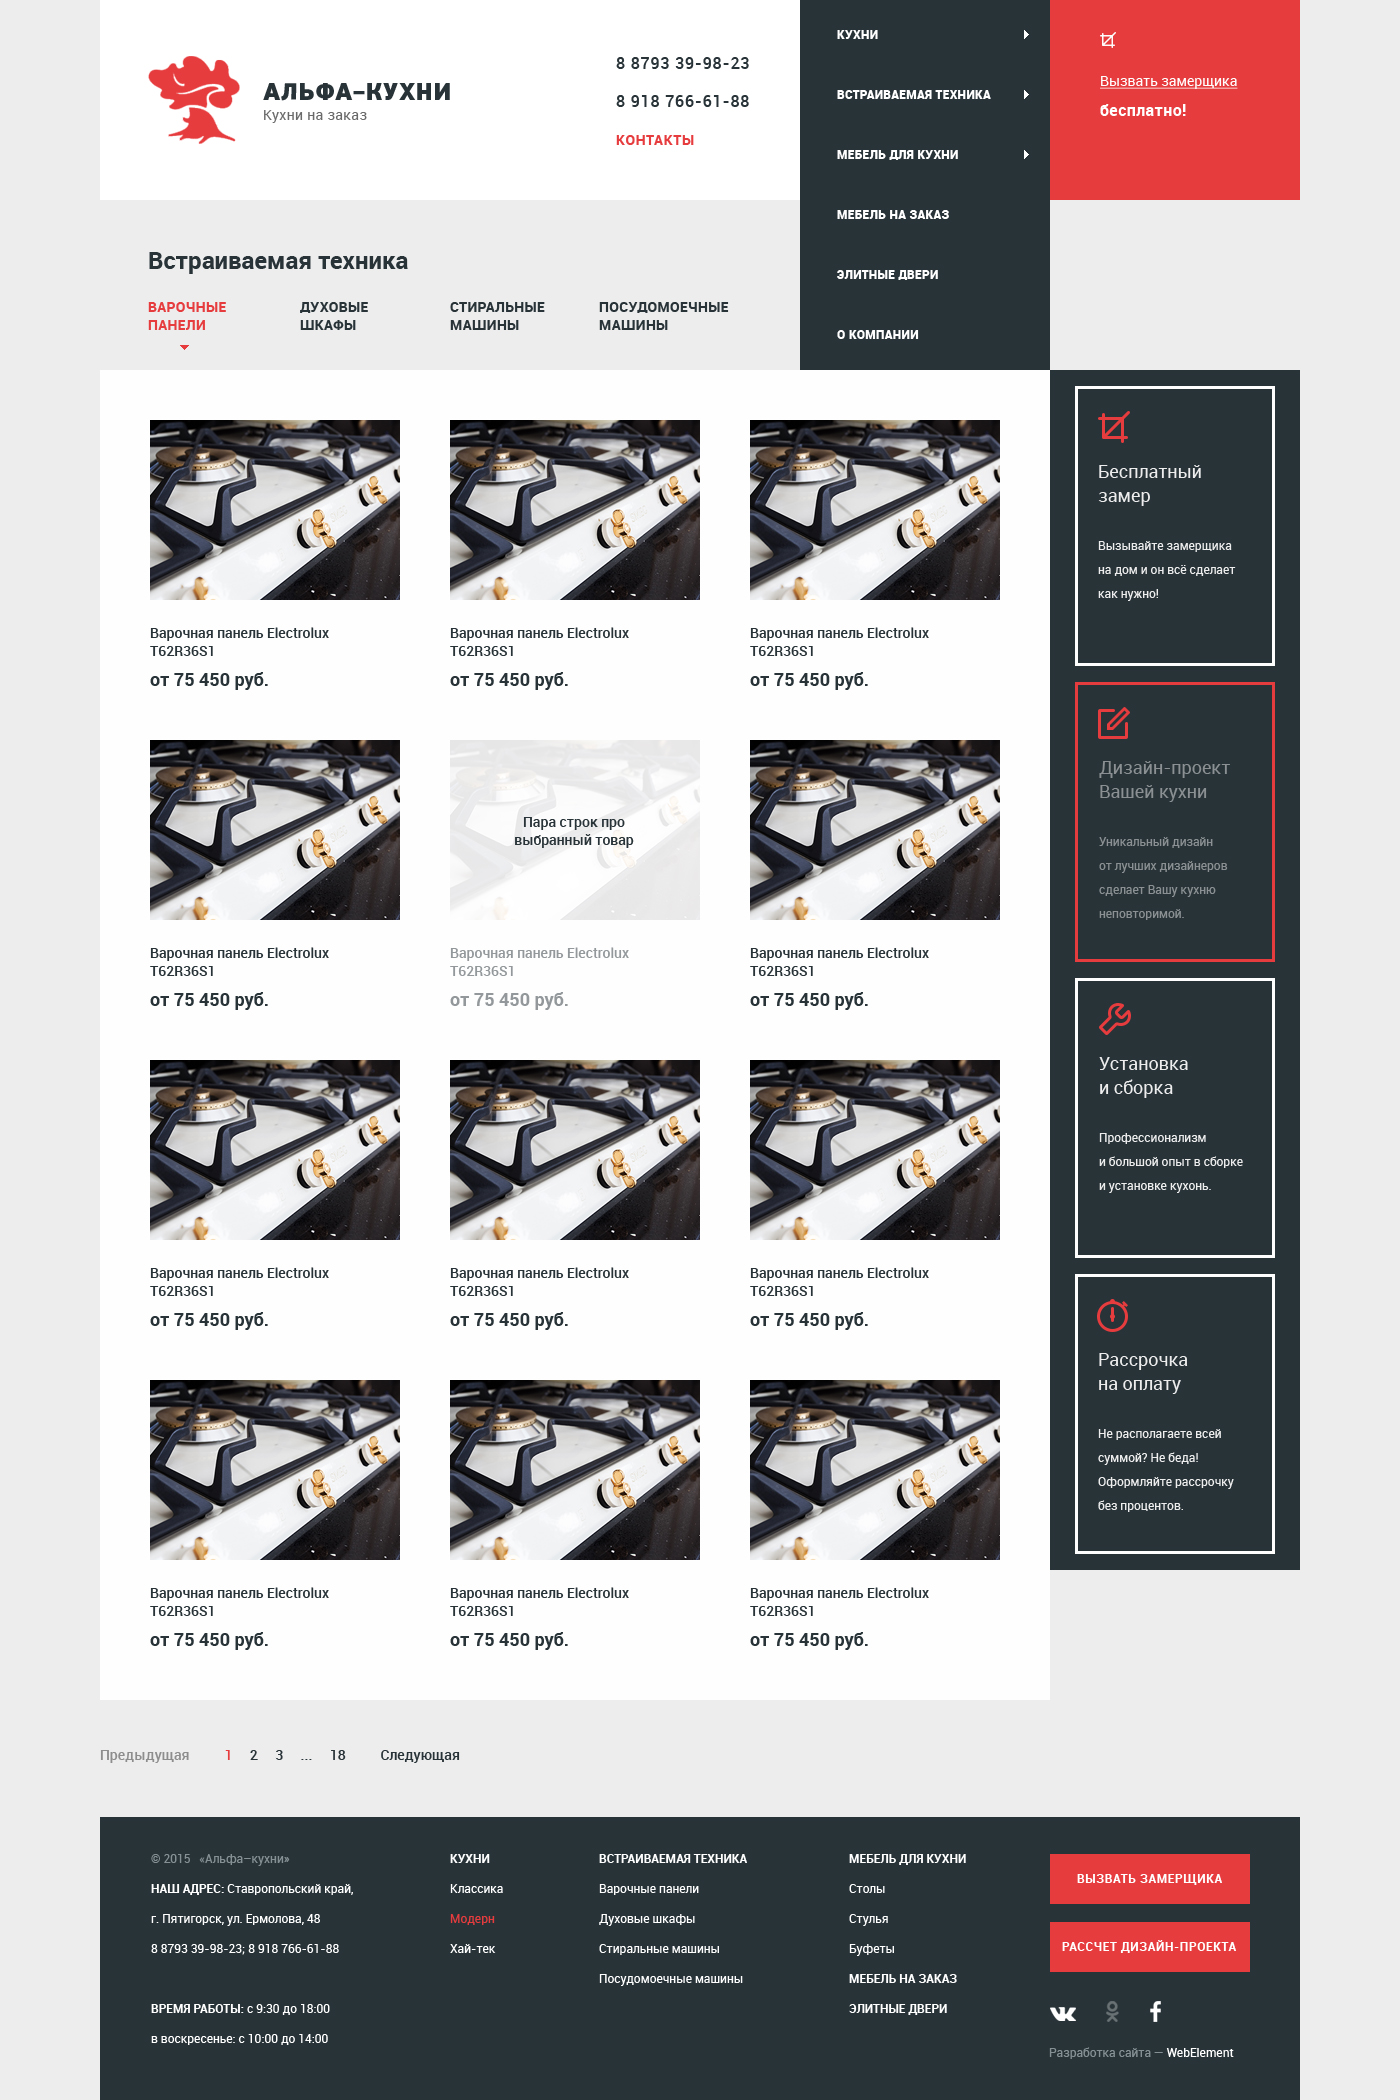 АЛЬФА–КУХНИ
Кухни на заказ
8 8793 39-98-23
8 918 766-61-88
КОНТАКТЫ
КУХНИ
ВСТРАИВАЕМАЯ ТЕХНИКА
МЕБЕЛЬ ДЛЯ КУХНИ
МЕБЕЛЬ НА ЗАКАЗ
ЭЛИТНЫЕ ДВЕРИ
О КОМПАНИИ
Вызвать замерщика
бесплатно!
Встраиваемая техника
ВАРОЧНЫЕ
ПАНЕЛИ
ДУХОВЫЕ
ШКАФЫ
СТИРАЛЬНЫЕ
МАШИНЫ
ПОСУДОМОЕЧНЫЕ
МАШИНЫ
Варочная панель Electrolux
T62R36S1
от 75 450 руб.
Варочная панель Electrolux
T62R36S1
от 75 450 руб.
Варочная панель Electrolux
T62R36S1
от 75 450 руб.
Варочная панель Electrolux
T62R36S1
от 75 450 руб.
Пара строк про
выбранный товар
Варочная панель Electrolux
T62R36S1
от 75 450 руб.
Варочная панель Electrolux
T62R36S1
от 75 450 руб.
Варочная панель Electrolux
T62R36S1
от 75 450 руб.
Варочная панель Electrolux
T62R36S1
от 75 450 руб.
Варочная панель Electrolux
T62R36S1
от 75 450 руб.
Варочная панель Electrolux
T62R36S1
от 75 450 руб.
Варочная панель Electrolux
T62R36S1
от 75 450 руб.
Варочная панель Electrolux
T62R36S1
от 75 450 руб.
Бесплатный
замер
Вызывайте замерщика
на дом и он всё сделает
как нужно!
Дизайн-проект
Вашей кухни
Уникальный дизайн
от лучших дизайнеров
сделает Вашу кухню
неповторимой.
Установка
и сборка
Профессионализм
и большой опыт в сборке
и установке кухонь.
Рассрочка
на оплату
Не располагаете всей
суммой? Не беда!
Оформляйте рассрочку
без процентов.
Предыдущая 1 2 3 ... 18 Следующая
© 2015 «Альфа–кухни»
НАШ АДРЕС: Ставропольский край,
г. Пятигорск, ул. Ермолова, 48
8 8793 39-98-23; 8 918 766-61-88
ВРЕМЯ РАБОТЫ: с 9:30 до 18:00
в воскресенье: с 10:00 до 14:00
КУХНИ
Классика
Модерн
Хай-тек
ВСТРАИВАЕМАЯ ТЕХНИКА
Варочные панели
Духовые шкафы
Стиральные машины
Посудомоечные машины
МЕБЕЛЬ ДЛЯ КУХНИ
Столы
Стулья
Буфеты
МЕБЕЛЬ НА ЗАКАЗ
ЭЛИТНЫЕ ДВЕРИ
ВЫЗВАТЬ ЗАМЕРЩИКА
РАССЧЕТ ДИЗАЙН-ПРОЕКТА
Разработка сайта — WebElement